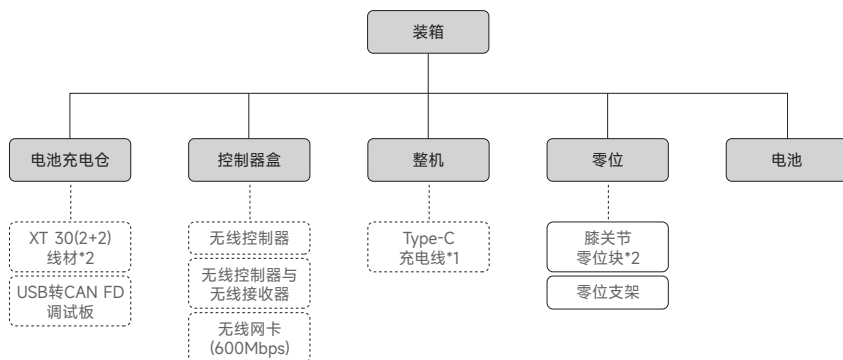 装箱
电池充电仓
控制器盒
整机
零位
电池
XT 30(2+2)
线材*2
USB转CAN FD
调试板
无线控制器
无线控制器与
无线接收器
无线网卡
(600Mbps)
Type-C
充电线*1
膝关节
零位块*2
零位支架